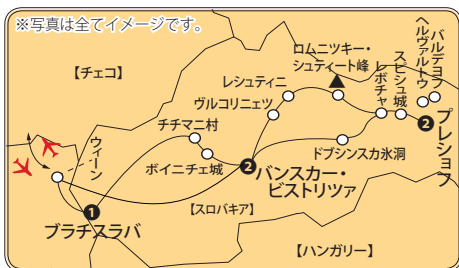 ※写真は全てイメージです。
【チェコ】
ロムニツキー・
シュティート峰
レシュティニ
ヴルコリニェツ
レボチャ
スピシュ城
ヘルヴァルトウ
バルデヨフ
❷プレショフ
チチマニ村
ボイニチェ城
❷バンスカー・
ビストリツァ
ドブシンスカ氷洞
ウィーン
❶
ブラチスラバ
【スロバキア】
【ハンガリー】